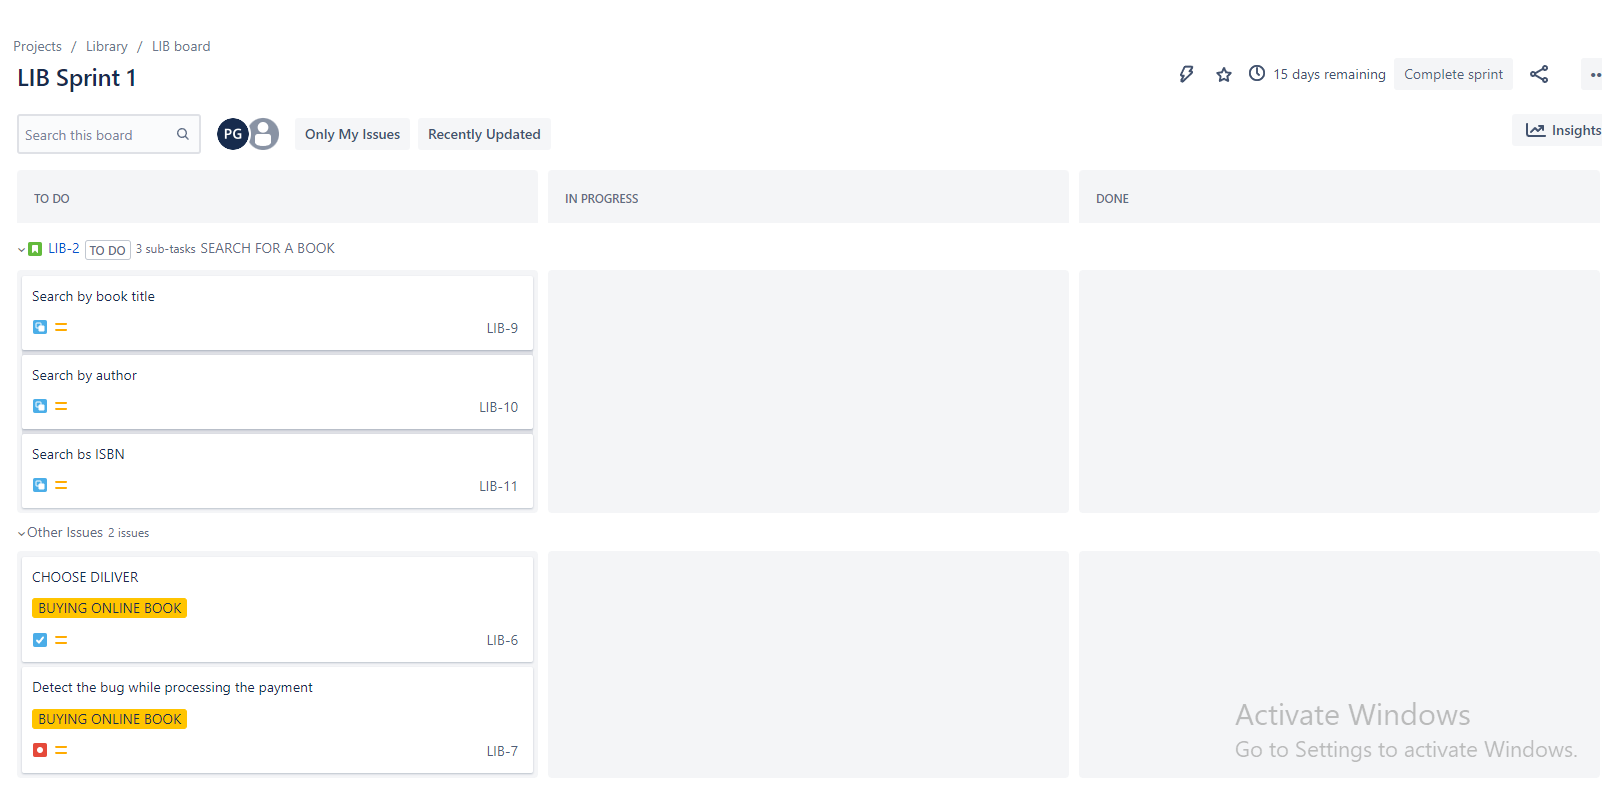 Projects / Library / LIB board
LIB Sprint 1
15 days remaining
Complete sprint
Search this board
PG
Only My Issues
Recently Updated
Insights
TO DO
IN PROGRESS
DONE
LIB-2 TO DO 3 sub-tasks SEARCH FOR A BOOK
Search by book title
LIB-9
Search by author
LIB-10
Search bs ISBN
LIB-11
Other Issues 2 issues
CHOOSE DILIVER
BUYING ONLINE BOOK
LIB-6
Detect the bug while processing the payment
BUYING ONLINE BOOK
LIB-7
Activate Windows
Go to Settings to activate Windows.